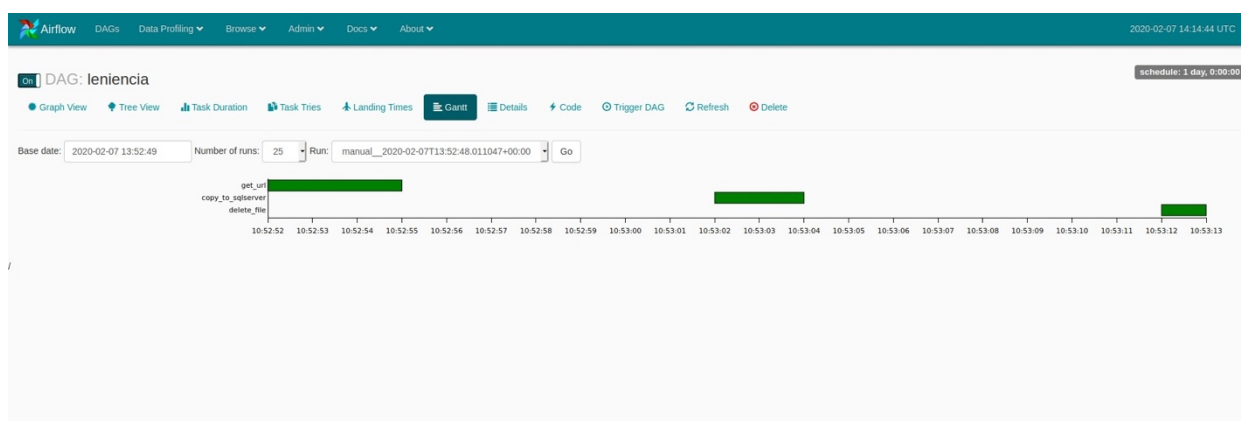 Airflow DAGs Data Profiling Browse Admin Docs About 2020-02-07 14:14:44 UTC
schedule: 1 day, 0:00:00
On DAG: leniencia
Graph View Tree View Task Duration Task Tries Landing Times Gantt Details Code Trigger DAG Refresh Delete
Base date: 2020-02-07 13:52:49 Number of runs: 25 Run: manual__2020-02-07T13:52:48.011047+00:00 Go
get_url
copy_to_sqlserver
delete_file
10:52:52 10:52:53 10:52:54 10:52:55 10:52:56 10:52:57 10:52:58 10:52:59 10:53:00 10:53:01 10:53:02 10:53:03 10:53:04 10:53:05 10:53:06 10:53:07 10:53:08 10:53:09 10:53:10 10:53:11 10:53:12 10:53:13
/